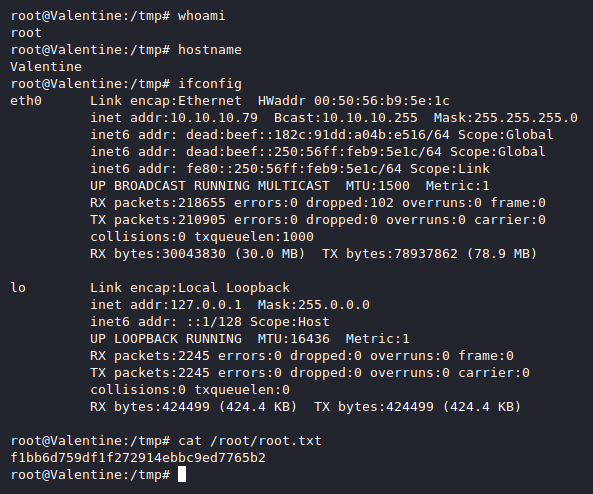 root@Valentine:/tmp# whoami
root
root@Valentine:/tmp# hostname
Valentine
root@Valentine:/tmp# ifconfig
eth0      Link encap:Ethernet  HWaddr 00:50:56:b9:5e:1c
          inet addr:10.10.10.79  Bcast:10.10.10.255  Mask:255.255.255.0
          inet6 addr: dead:beef::182c:91dd:a04b:e516/64 Scope:Global
          inet6 addr: dead:beef::250:56ff:feb9:5e1c/64 Scope:Global
          inet6 addr: fe80::250:56ff:feb9:5e1c/64 Scope:Link
          UP BROADCAST RUNNING MULTICAST  MTU:1500  Metric:1
          RX packets:218655 errors:0 dropped:102 overruns:0 frame:0
          TX packets:210905 errors:0 dropped:0 overruns:0 carrier:0
          collisions:0 txqueuelen:1000
          RX bytes:30043830 (30.0 MB)  TX bytes:78937862 (78.9 MB)

lo        Link encap:Local Loopback
          inet addr:127.0.0.1  Mask:255.0.0.0
          inet6 addr: ::1/128 Scope:Host
          UP LOOPBACK RUNNING  MTU:16436  Metric:1
          RX packets:2245 errors:0 dropped:0 overruns:0 frame:0
          TX packets:2245 errors:0 dropped:0 overruns:0 carrier:0
          collisions:0 txqueuelen:0
          RX bytes:424499 (424.4 KB)  TX bytes:424499 (424.4 KB)

root@Valentine:/tmp# cat /root/root.txt
f1bb6d759df1f272914ebbc9ed7765b2
root@Valentine:/tmp#